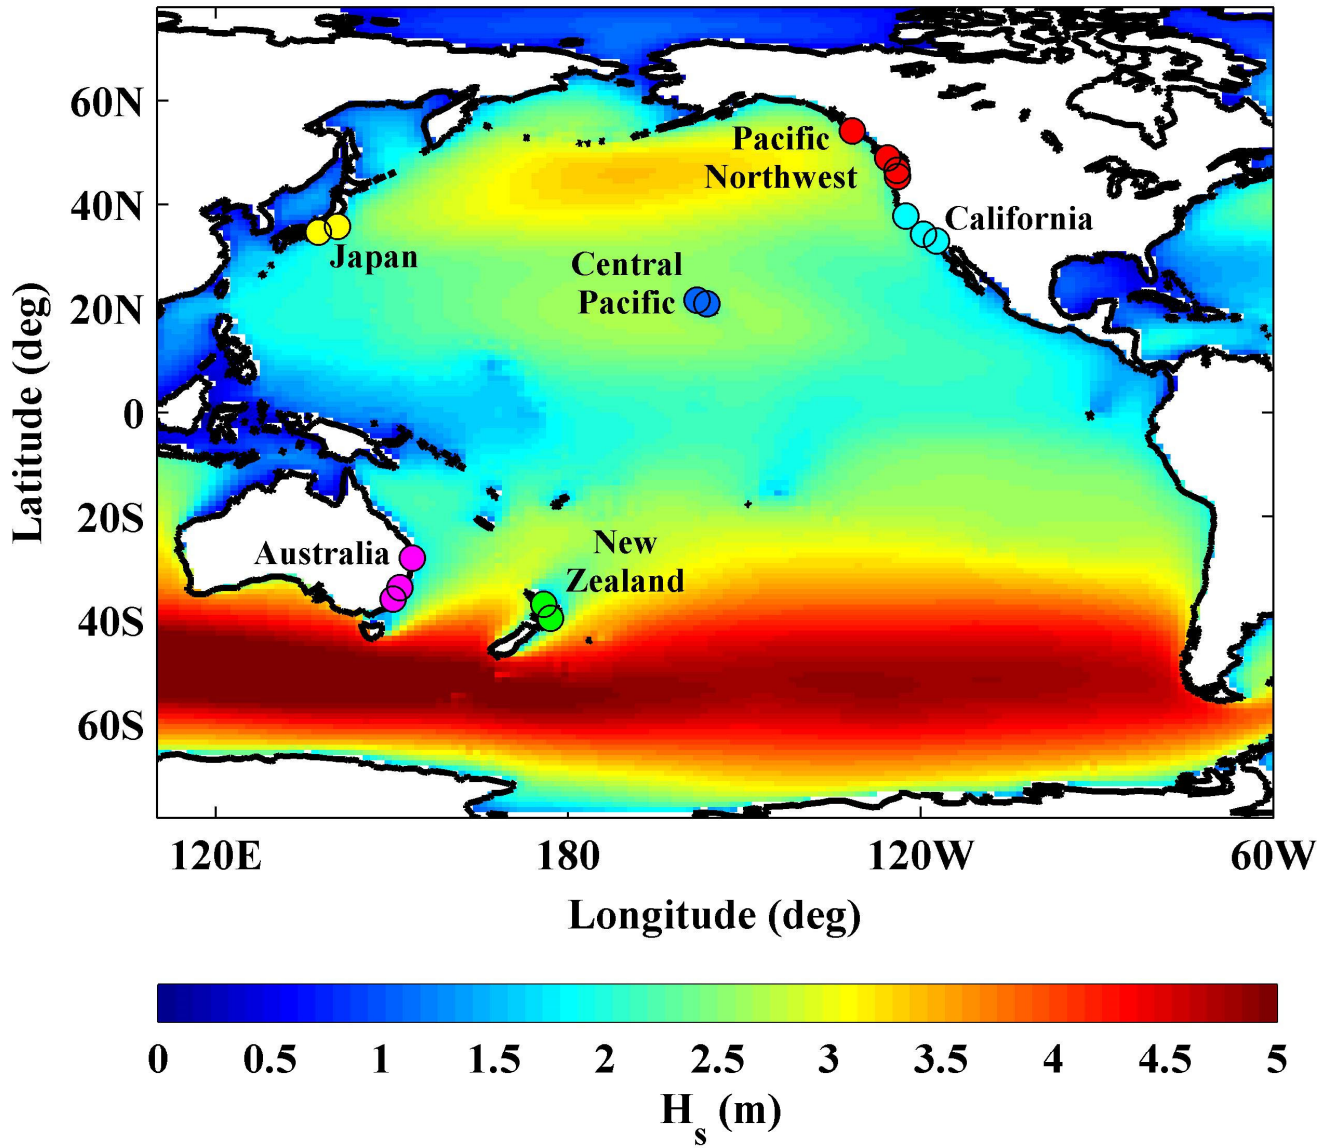 60N
40N
20N
0
20S
40S
60S
Latitude (deg)
Pacific
Northwest
California
Japan
Central
Pacific
Australia
New
Zealand
120E 180 120W 60W
Longitude (deg)
0 0.5 1 1.5 2 2.5 3 3.5 4 4.5 5
H_s (m)